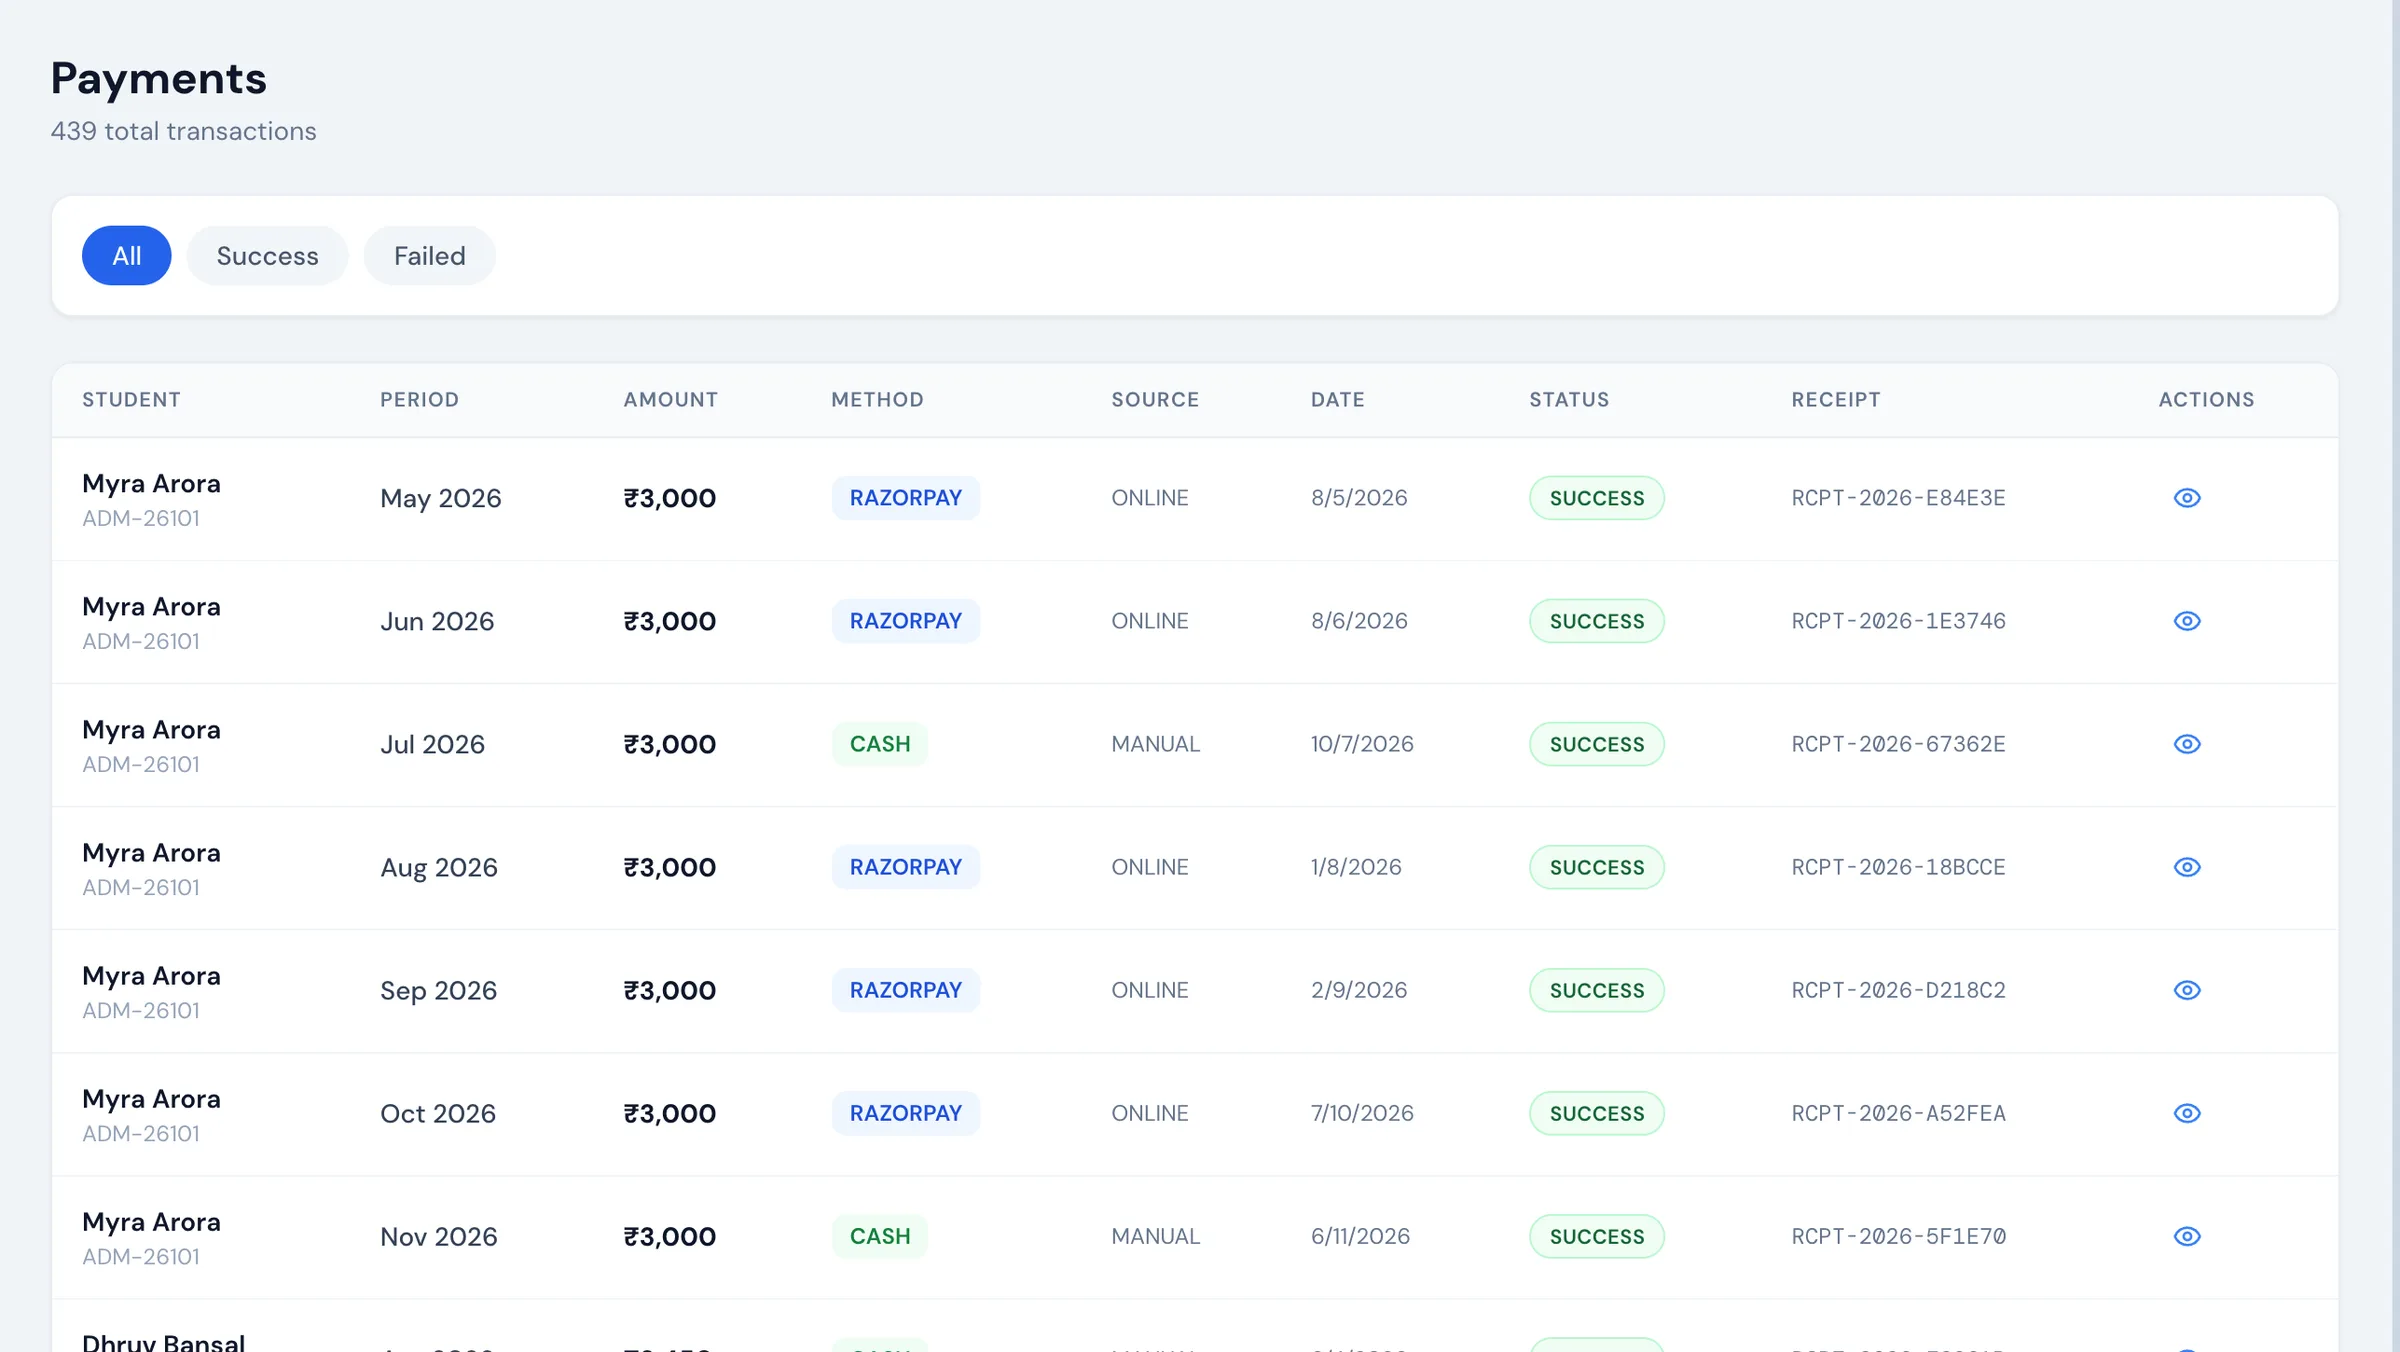 Payments
439 total transactions
All Success Failed
STUDENT PERIOD AMOUNT METHOD SOURCE DATE STATUS RECEIPT ACTIONS
Myra Arora
ADM-26101
May 2026 ₹3,000 RAZORPAY ONLINE 8/5/2026 SUCCESS RCPT-2026-E84E3E
Myra Arora
ADM-26101
Jun 2026 ₹3,000 RAZORPAY ONLINE 8/6/2026 SUCCESS RCPT-2026-1E3746
Myra Arora
ADM-26101
Jul 2026 ₹3,000 CASH MANUAL 10/7/2026 SUCCESS RCPT-2026-67362E
Myra Arora
ADM-26101
Aug 2026 ₹3,000 RAZORPAY ONLINE 1/8/2026 SUCCESS RCPT-2026-18BCCE
Myra Arora
ADM-26101
Sep 2026 ₹3,000 RAZORPAY ONLINE 2/9/2026 SUCCESS RCPT-2026-D218C2
Myra Arora
ADM-26101
Oct 2026 ₹3,000 RAZORPAY ONLINE 7/10/2026 SUCCESS RCPT-2026-A52FEA
Myra Arora
ADM-26101
Nov 2026 ₹3,000 CASH MANUAL 6/11/2026 SUCCESS RCPT-2026-5F1E70
Dhruv Bansal